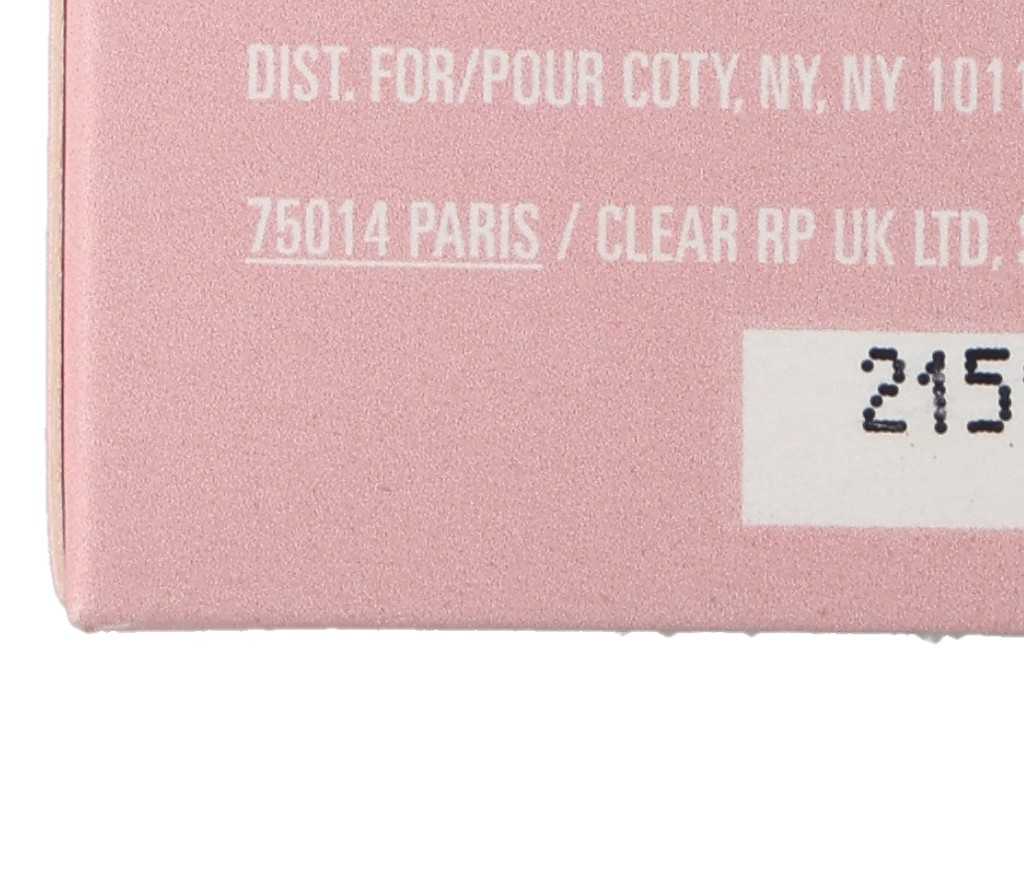 DIST. FOR/POUR COTY, NY, NY 1011
75014 PARIS / CLEAR RP UK LTD,
215